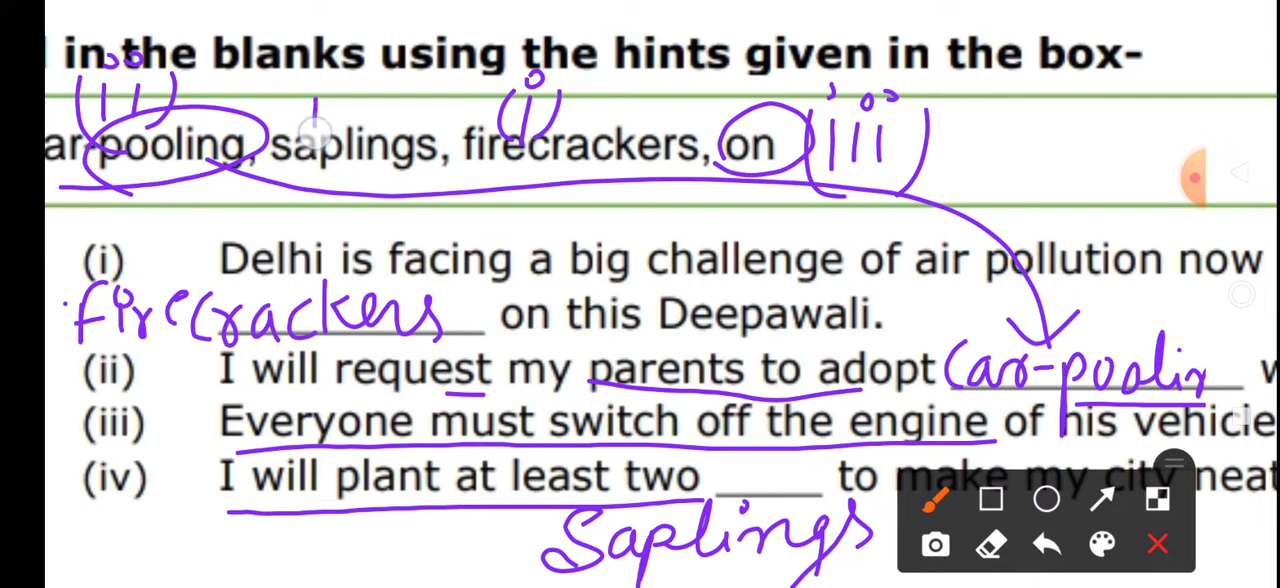 in the blanks using the hints given in the box-
(ii) (i) (iii)
ar-pooling, saplings, firecrackers, on
(i) Delhi is facing a big challenge of air pollution now
firecrackers on this Deepawali.
(ii) I will request my parents to adopt Car-poolin
(iii) Everyone must switch off the engine of his vehicle
(iv) I will plant at least two ____ to make my city neat
Saplings